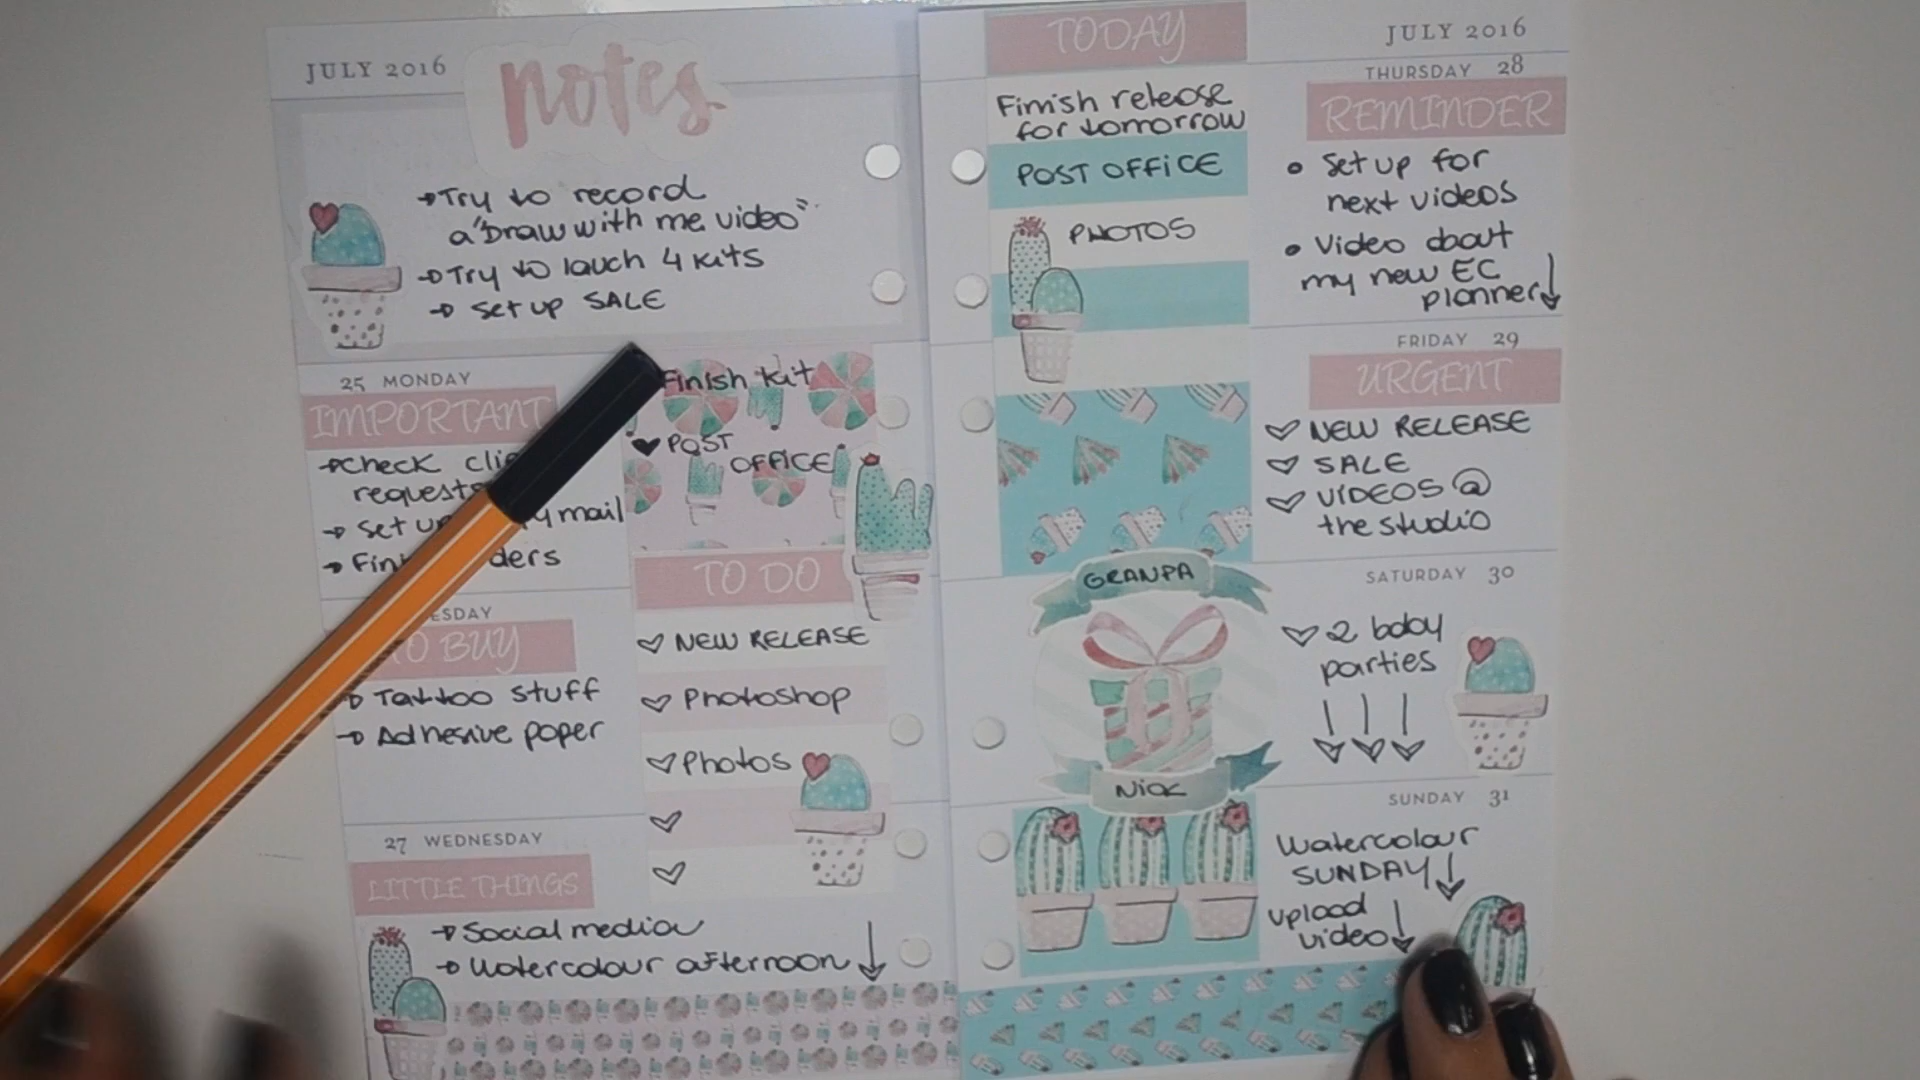 JULY 2016
notes
→Try to record
a "Draw with me video"
→Try to lauch 4 kits
→ set up SALE
25 MONDAY
IMPORTANT
→check
requests
→ set up mail
→
Finish kit
♥ POST
OFFICE
TO BUY
→ Tattoo stuff
→ Adhesive paper
TO DO
♡ NEW RELEASE
♡ Photoshop
♡ Photos
♡
♡
27 WEDNESDAY
LITTLE THINGS
→ Social media
→ Watercolour afternoon ↓
TODAY
Finish release
for tomorrow
POST OFFICE
PHOTOS
GRANPA
NICK
JULY 2016
THURSDAY 28
REMINDER
• Set up for
next videos
• Video about
my new EC
planner↓
FRIDAY 29
URGENT
♡ NEW RELEASE
♡ SALE
♡ VIDEOS @
the studio
SATURDAY 30
♡ 2 baby
parties
↓ ↓ ↓
SUNDAY 31
Watercolour
SUNDAY↓
Upload
video↓